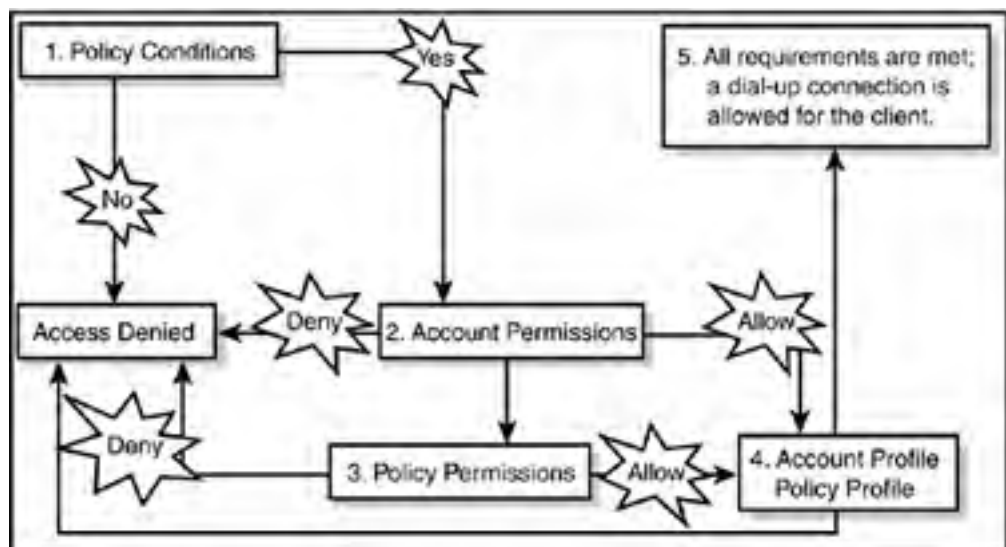 1. Policy Conditions
Yes
5. All requirements are met;
a dial-up connection is
allowed for the client.
No
Access Denied
Deny
2. Account Permissions
Allow
Deny
3. Policy Permissions
Allow
4. Account Profile
Policy Profile